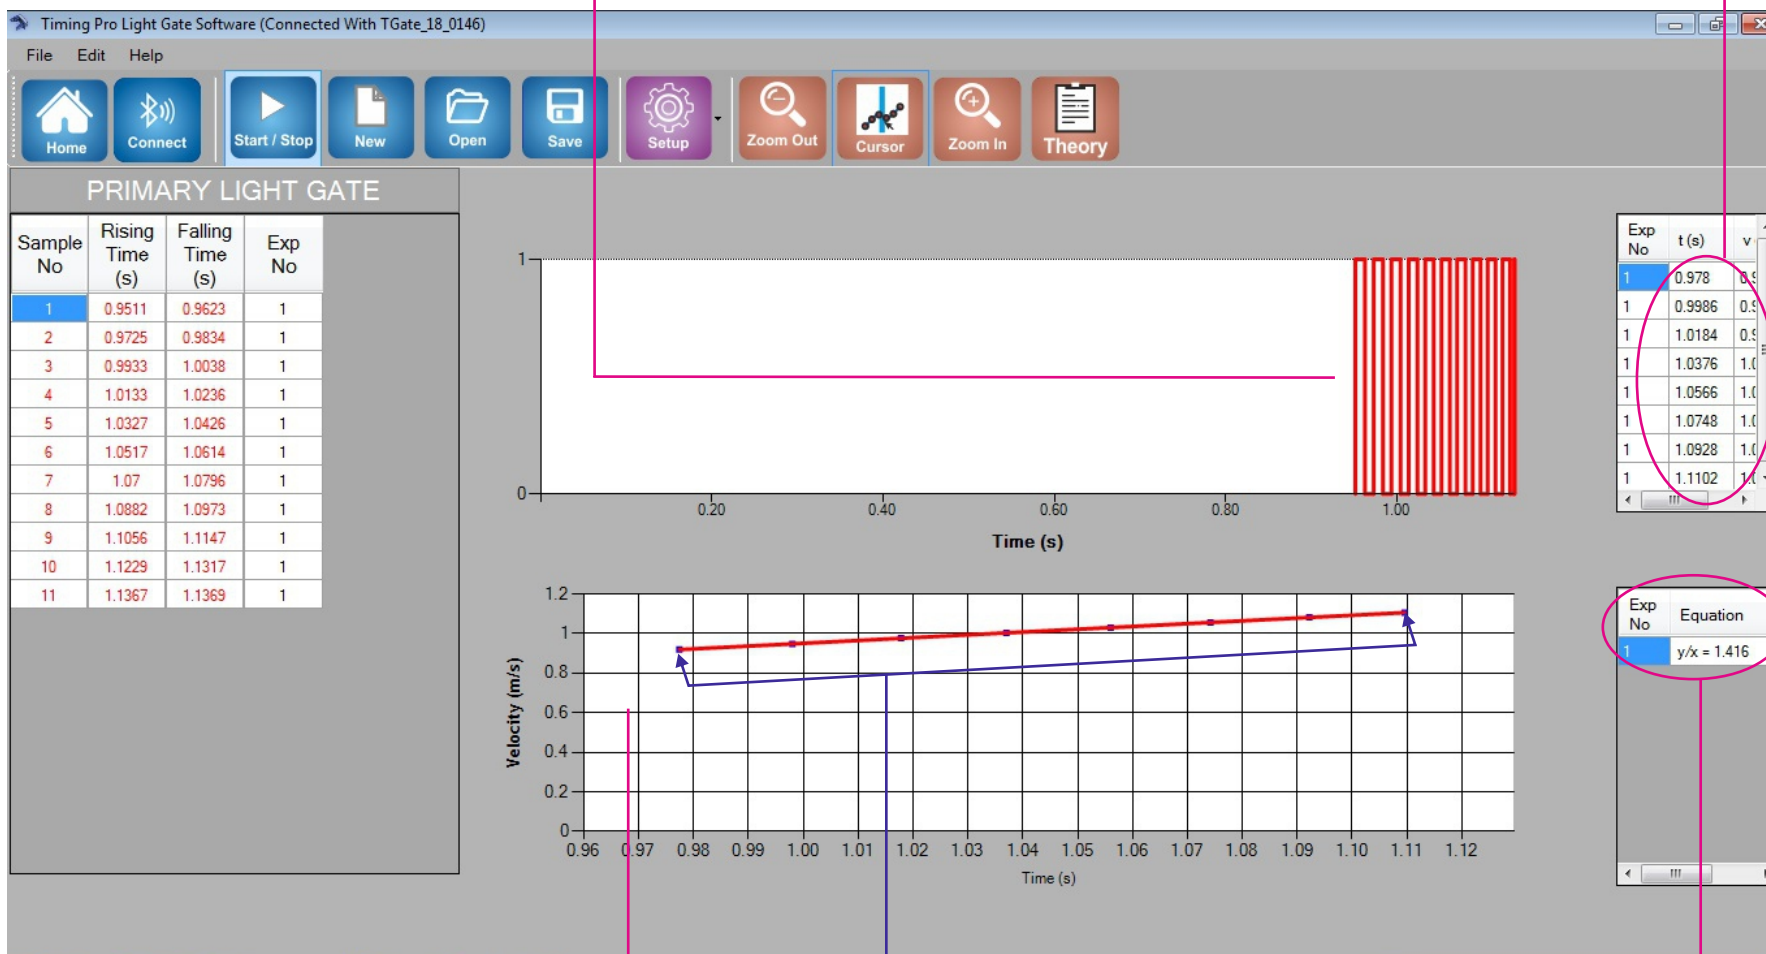 Timing Pro Light Gate Software (Connected With TGate_18_0146)
File Edit Help
Home
Connect
Start / Stop
New
Open
Save
Setup
Zoom Out
Cursor
Zoom In
Theory
PRIMARY LIGHT GATE
Sample No Rising Time (s) Falling Time (s) Exp No
1 0.9511 0.9623 1
2 0.9725 0.9834 1
3 0.9933 1.0038 1
4 1.0133 1.0236 1
5 1.0327 1.0426 1
6 1.0517 1.0614 1
7 1.07 1.0796 1
8 1.0882 1.0973 1
9 1.1056 1.1147 1
10 1.1229 1.1317 1
11 1.1367 1.1369 1
1
0
0.20 0.40 0.60 0.80 1.00
Time (s)
1.2
1
0.8
0.6
0.4
0.2
0
Velocity (m/s)
0.96 0.97 0.98 0.99 1.00 1.01 1.02 1.03 1.04 1.05 1.06 1.07 1.08 1.09 1.10 1.11 1.12
Time (s)
Exp No t (s) v
1 0.978
1 0.9986
1 1.0184
1 1.0376
1 1.0566
1 1.0748
1 1.0928
1 1.1102
Exp No Equation
1 y/x = 1.416